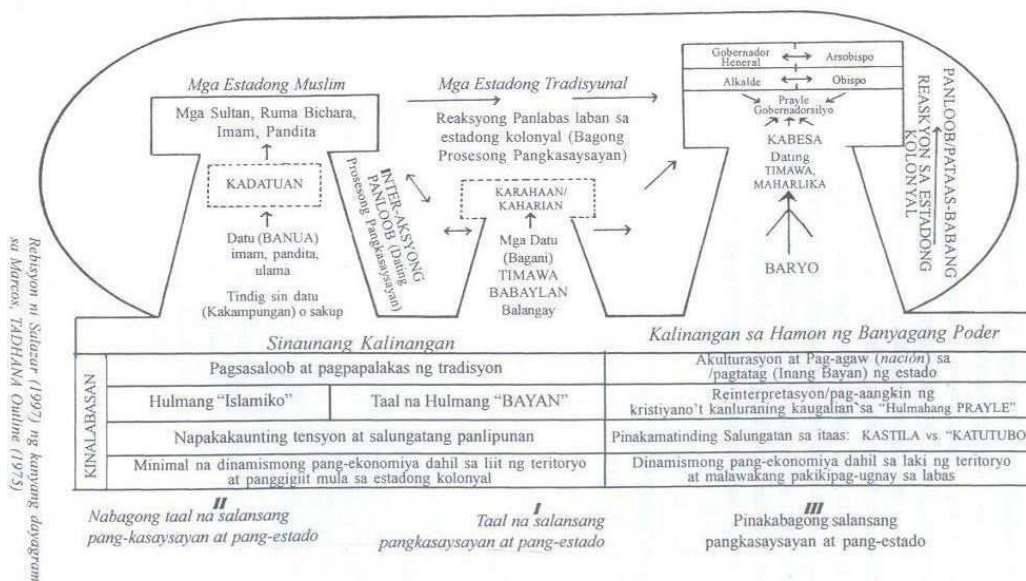 Mga Estadong Muslim
Mga Sultan, Ruma Bichara,
Imam, Pandita
KADATUAN
Datu (BANUA)
imam, pandita,
ulama
Tindig sin datu
(Kakampungan) o sakup
INTER-AKSYONG
PANLOOB (Dating
Prosesong Pangkasaysayan)
Mga Estadong Tradisyunal
Reaksyong Panlabas laban sa
estadong kolonyal (Bagong
Prosesong Pangkasaysayan)
KARAHAAN/
KAHARIAN
Mga Datu
(Bagani)
TIMAWA
BABAYLAN
Balangay
Gobernador
Heneral
Arsobispo
Alkalde
Obispo
Prayle
Gobernadorsilyo
KABESA
Dating
TIMAWA,
MAHARLIKA
BARYO
PANLOOB/PATAAS-BABANG
REASKYON SA ESTADONG
KOLONYAL
Sinaunang Kalinangan
Kalinangan sa Hamon ng Banyagang Poder
KINALABASAN
Pagsasaloob at pagpapalakas ng tradisyon
Akulturasyon at Pag-agaw (nación) sa
/pagtatag (Inang Bayan) ng estado
Hulmang “Islamiko”
Taal na Hulmang “BAYAN”
Reinterpretasyon/pag-aangkin ng
kristiyano’t kanluraning kaugalian sa “Hulmahang PRAYLE”
Napakakaunting tensyon at salungatang panlipunan
Pinakamatinding Salungatan sa itaas: KASTILA vs. “KATUTUBO
Minimal na dinamismong pang-ekonomiya dahil sa liit ng teritoryo
at panggigiit mula sa estadong kolonyal
Dinamismong pang-ekonomiya dahil sa laki ng teritoryo
at malawakang pakikipag-ugnay sa labas
II
Nabagong taal na salansang
pang-kasaysayan at pang-estado
I
Taal na salansang
pangkasaysayan at pang-estado
III
Pinakabagong salansang
pangkasaysayan at pang-estado
Rebisyon ni Salazar (1997) ng kanyang dayagram
sa Marcos, TADHANA Outline (1975)